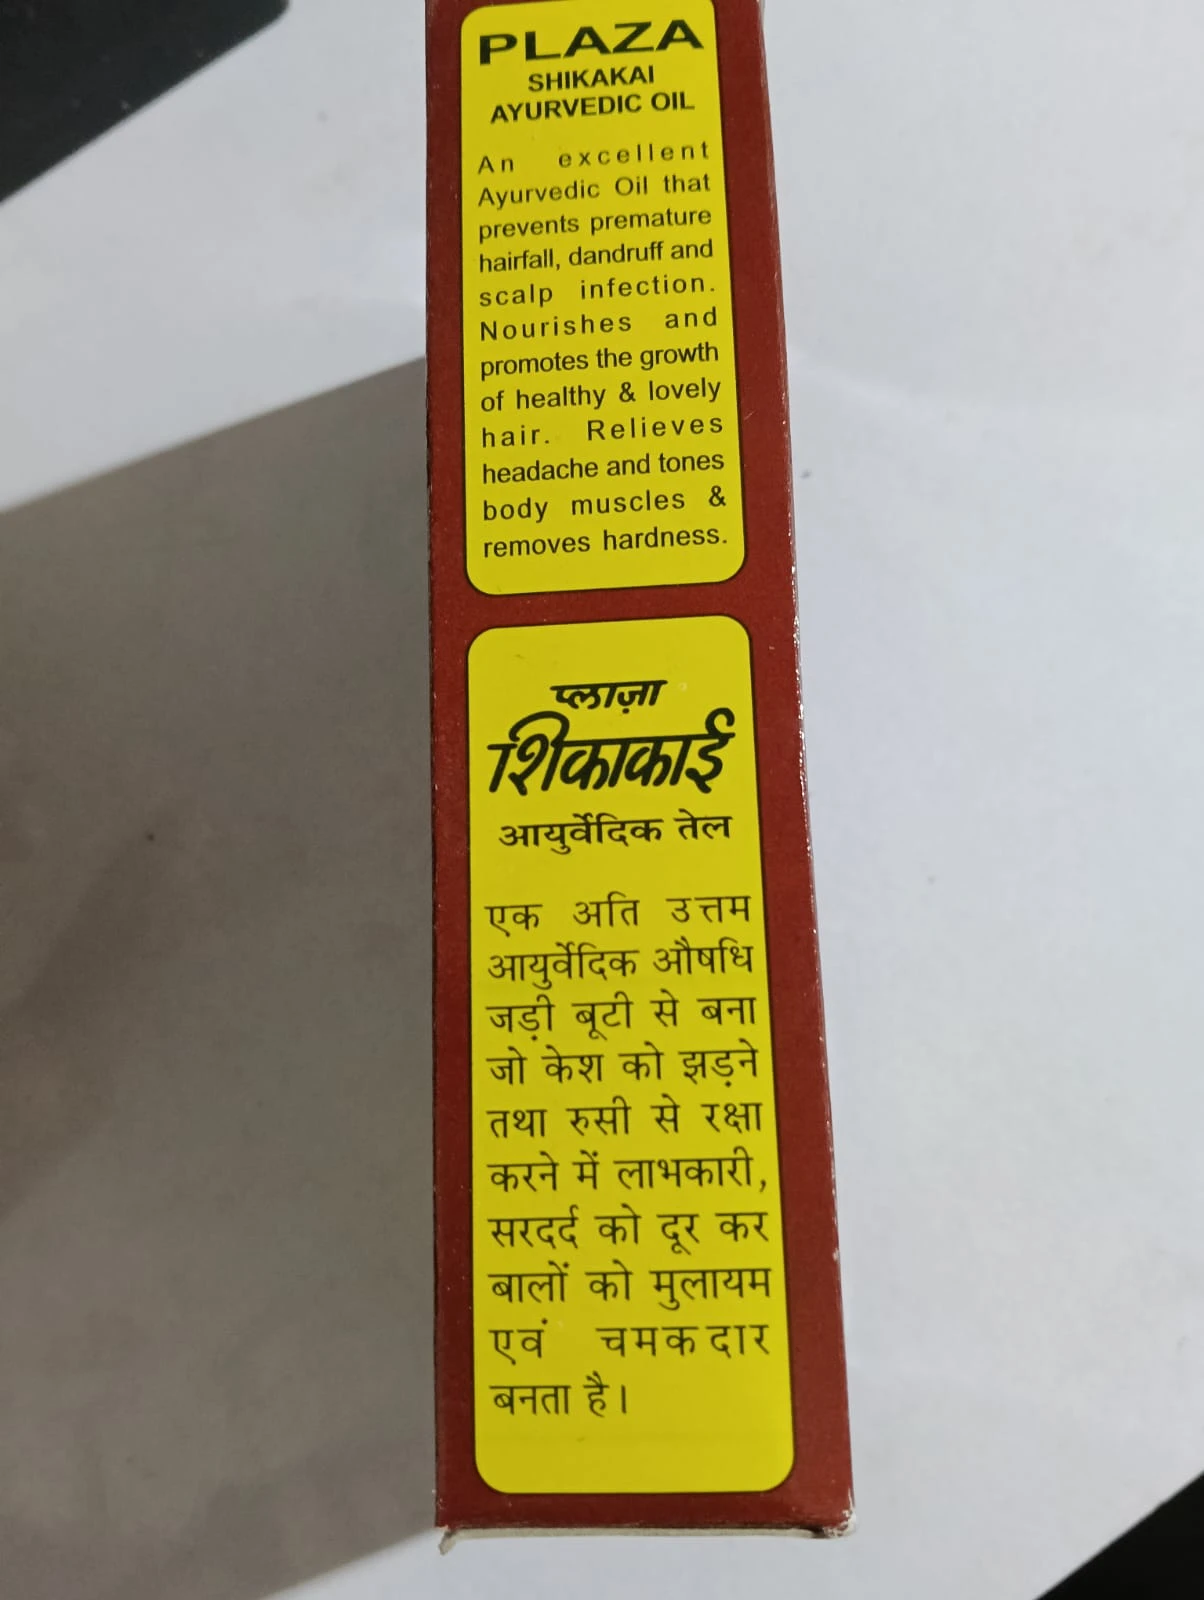 PLAZA
SHIKAKAI
AYURVEDIC OIL
An excellent
Ayurvedic Oil that
prevents premature
hairfall, dandruff and
scalp infection.
Nourishes and
promotes the growth
of healthy & lovely
hair. Relieves
headache and tones
body muscles &
removes hardness.
प्लाज़ा
शिकाकाई
आयुर्वेदिक तेल
एक अति उत्तम
आयुर्वेदिक औषधि
जड़ी बूटी से बना
जो केश को झड़ने
तथा रुसी से रक्षा
करने में लाभकारी,
सरदर्द को दूर कर
बालों को मुलायम
एवं चमकदार
बनता है।